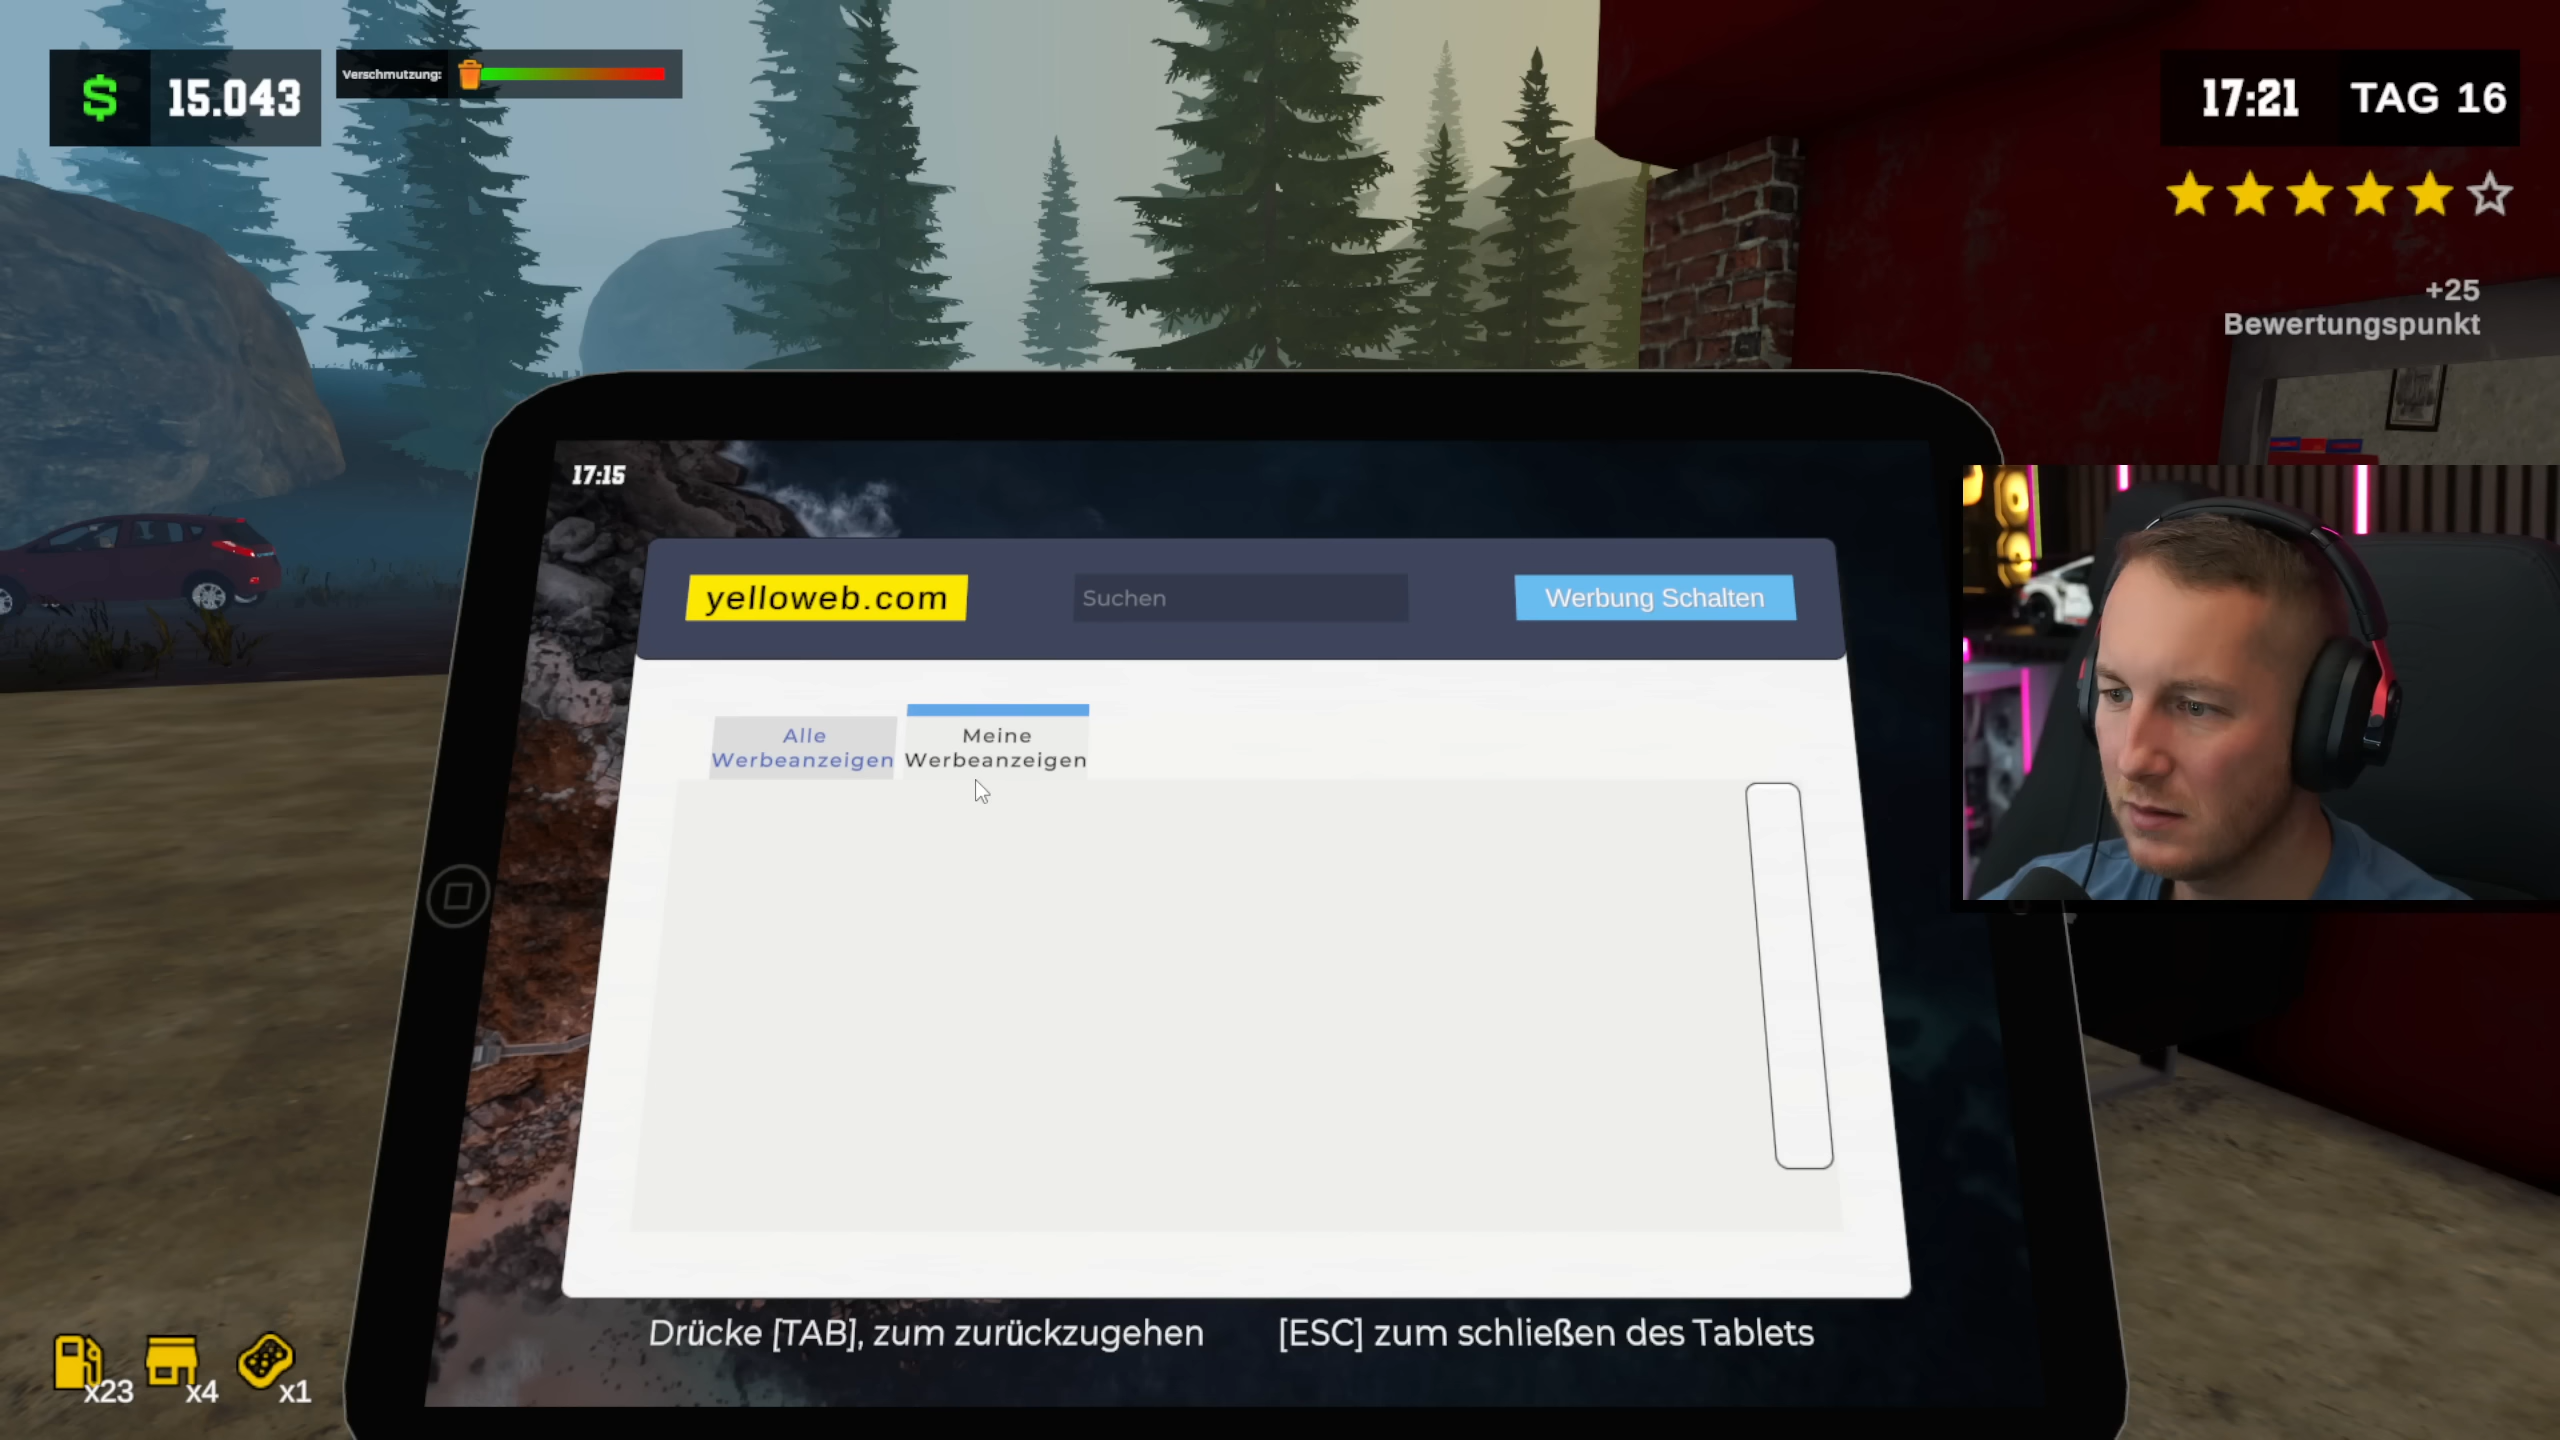 $ 15.043
Verschmutzung:
17:21 TAG 16
+25
Bewertungspunkt
17:15
yelloweb.com
Suchen
Werbung Schalten
Alle
Werbeanzeigen
Meine
Werbeanzeigen
Drücke [TAB], zum zurückzugehen
[ESC] zum schließen des Tablets
x23
x4
x1